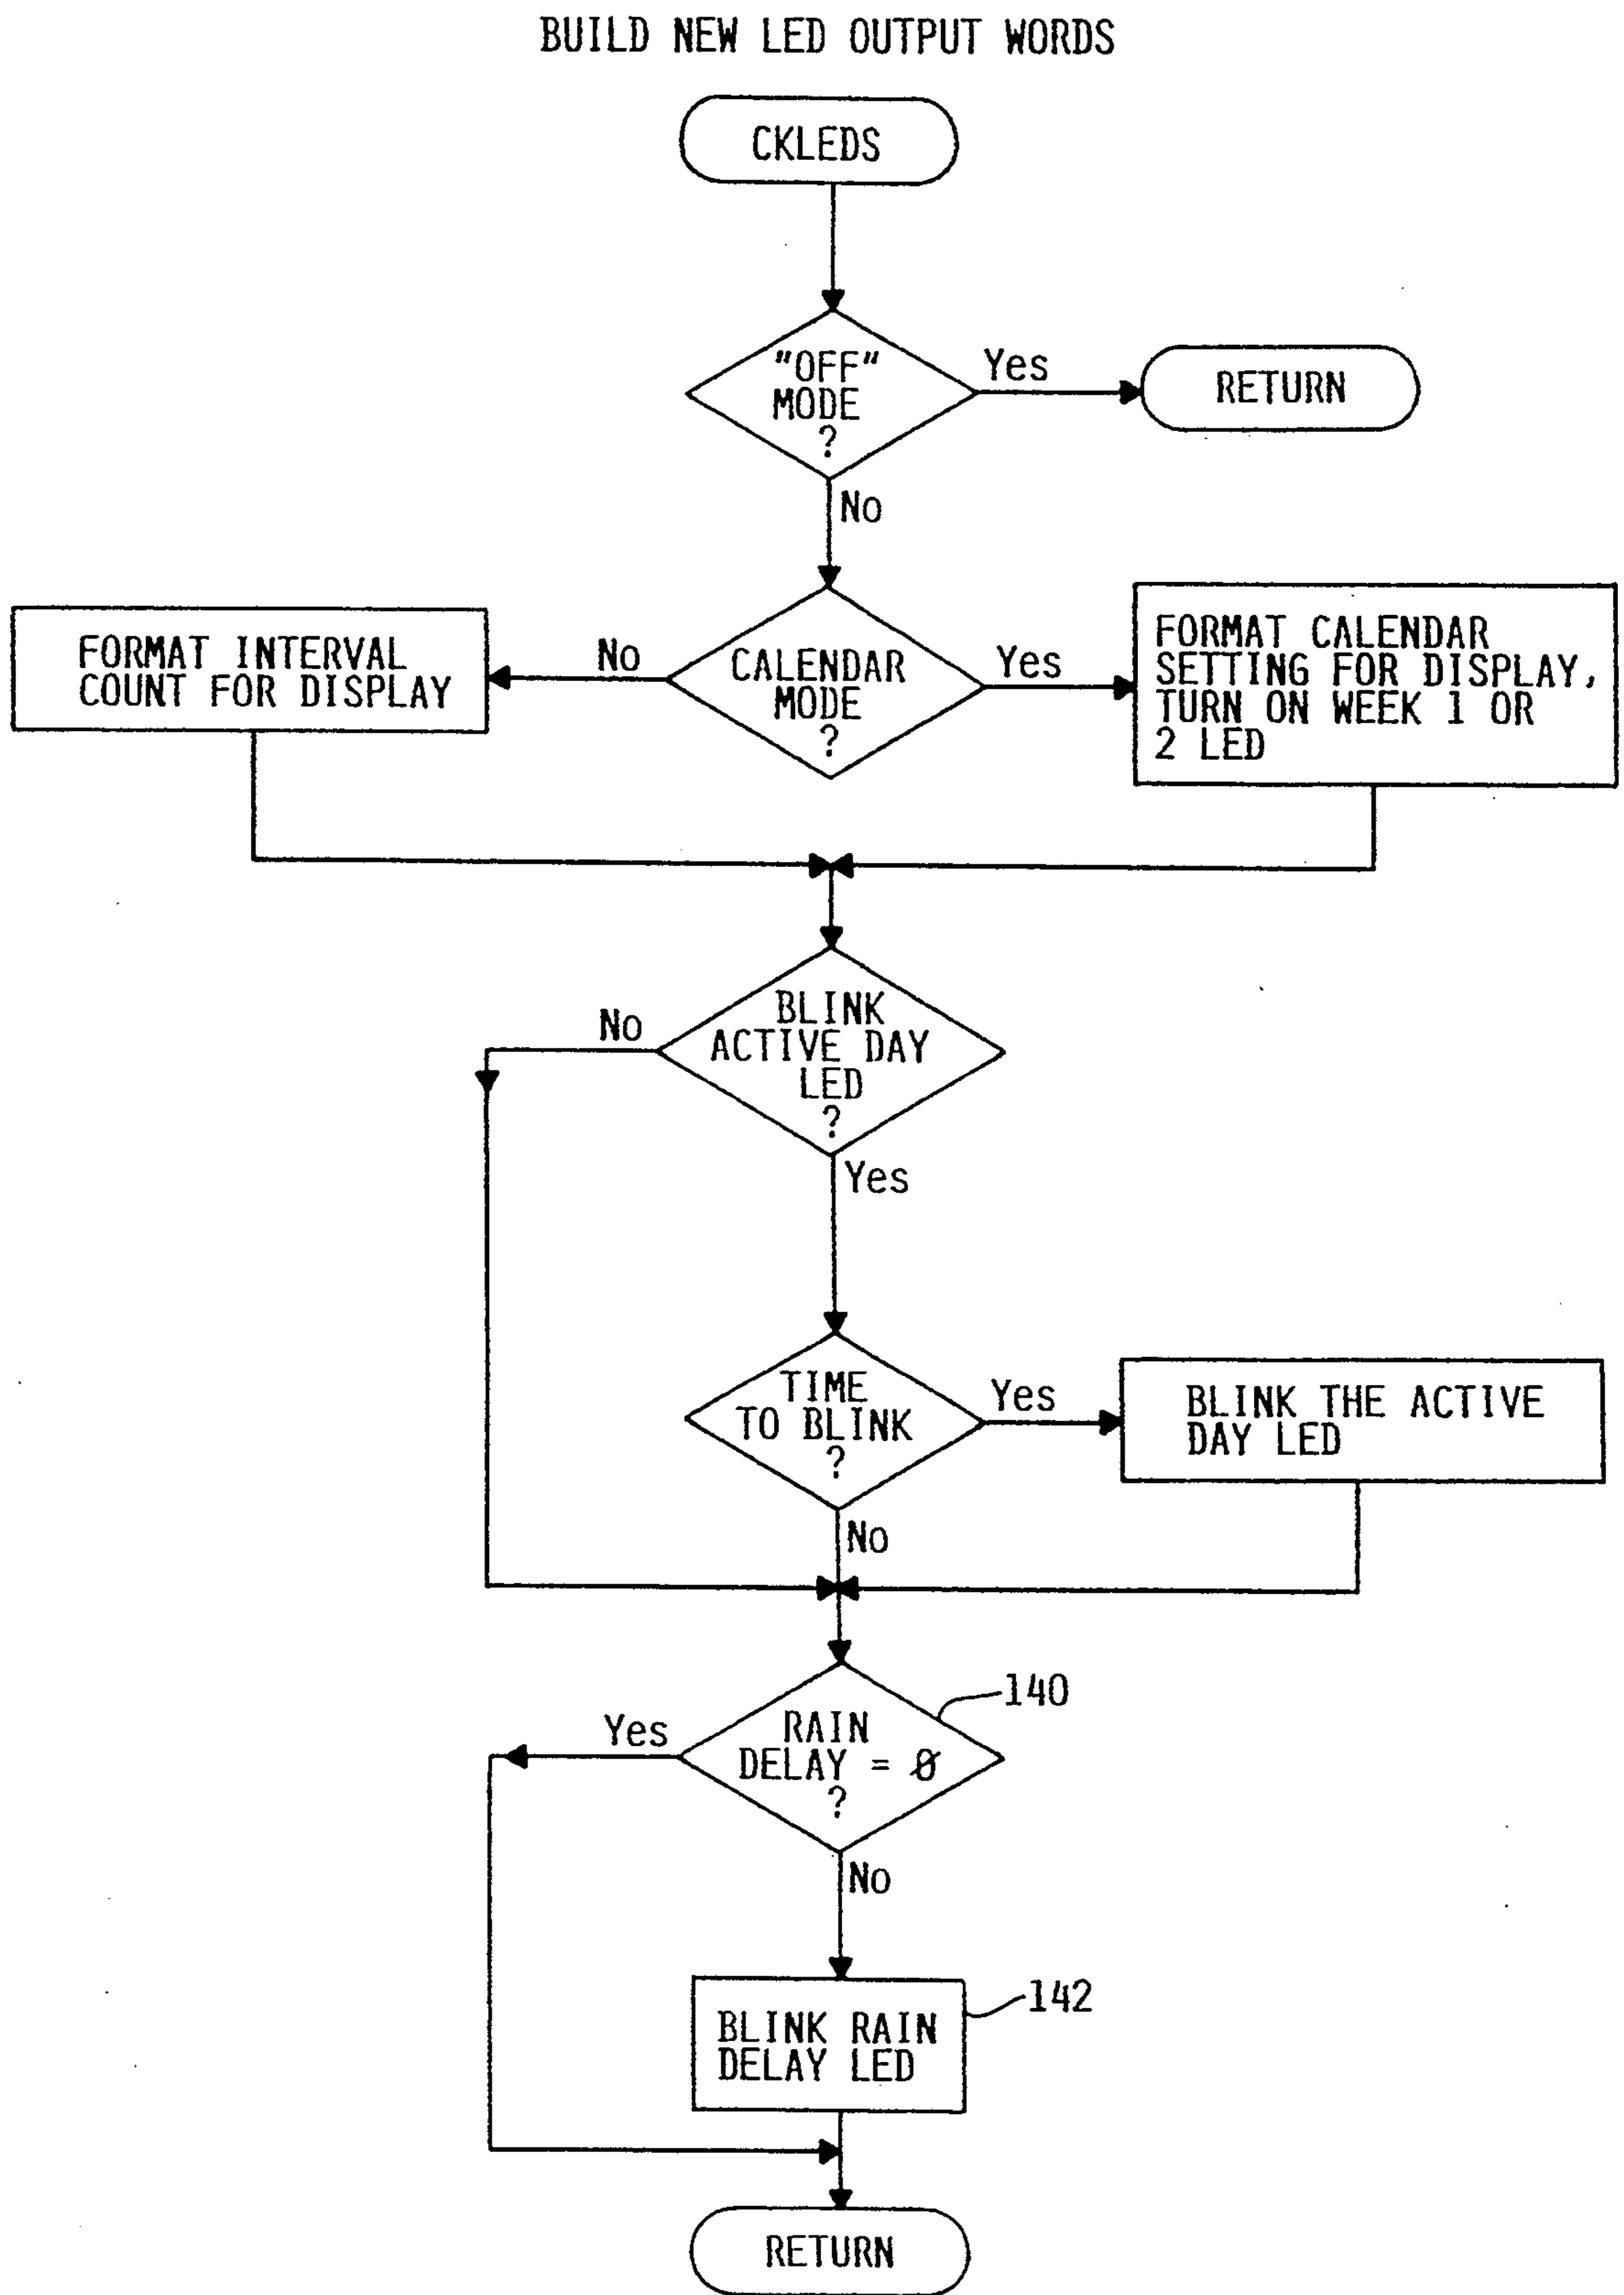 BUILD NEW LED OUTPUT WORDS
CKLEDS
"OFF"
MODE
?
Yes
RETURN
No
FORMAT INTERVAL
COUNT FOR DISPLAY
No
CALENDAR
MODE
?
Yes
FORMAT CALENDAR
SETTING FOR DISPLAY,
TURN ON WEEK 1 OR
2 LED
No
BLINK
ACTIVE DAY
LED
?
Yes
TIME
TO BLINK
?
Yes
BLINK THE ACTIVE
DAY LED
No
140
Yes
RAIN
DELAY = 0̸
?
No
142
BLINK RAIN
DELAY LED
RETURN